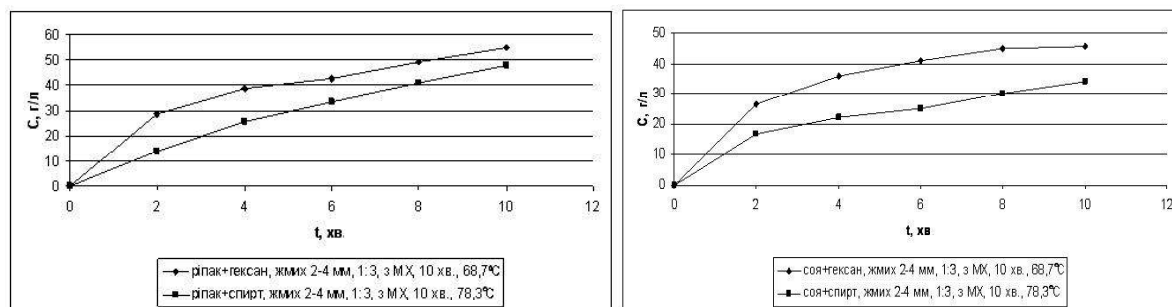 C, г/л
60
50
40
30
20
10
0
0 2 4 6 8 10 12
t, хв.
ріпак+гексан, жмих 2-4 мм, 1:3, з МХ, 10 хв., 68,7°C
ріпак+спирт, жмих 2-4 мм, 1:3, з МХ, 10 хв., 78,3°C
C, г/л
50
40
30
20
10
0
0 2 4 6 8 10 12
t, хв
соя+гексан, жмих 2-4 мм, 1:3, з МХ, 10 хв., 68,7°C
соя+спирт, жмих 2-4 мм, 1:3, з МХ, 10 хв., 78,3°C